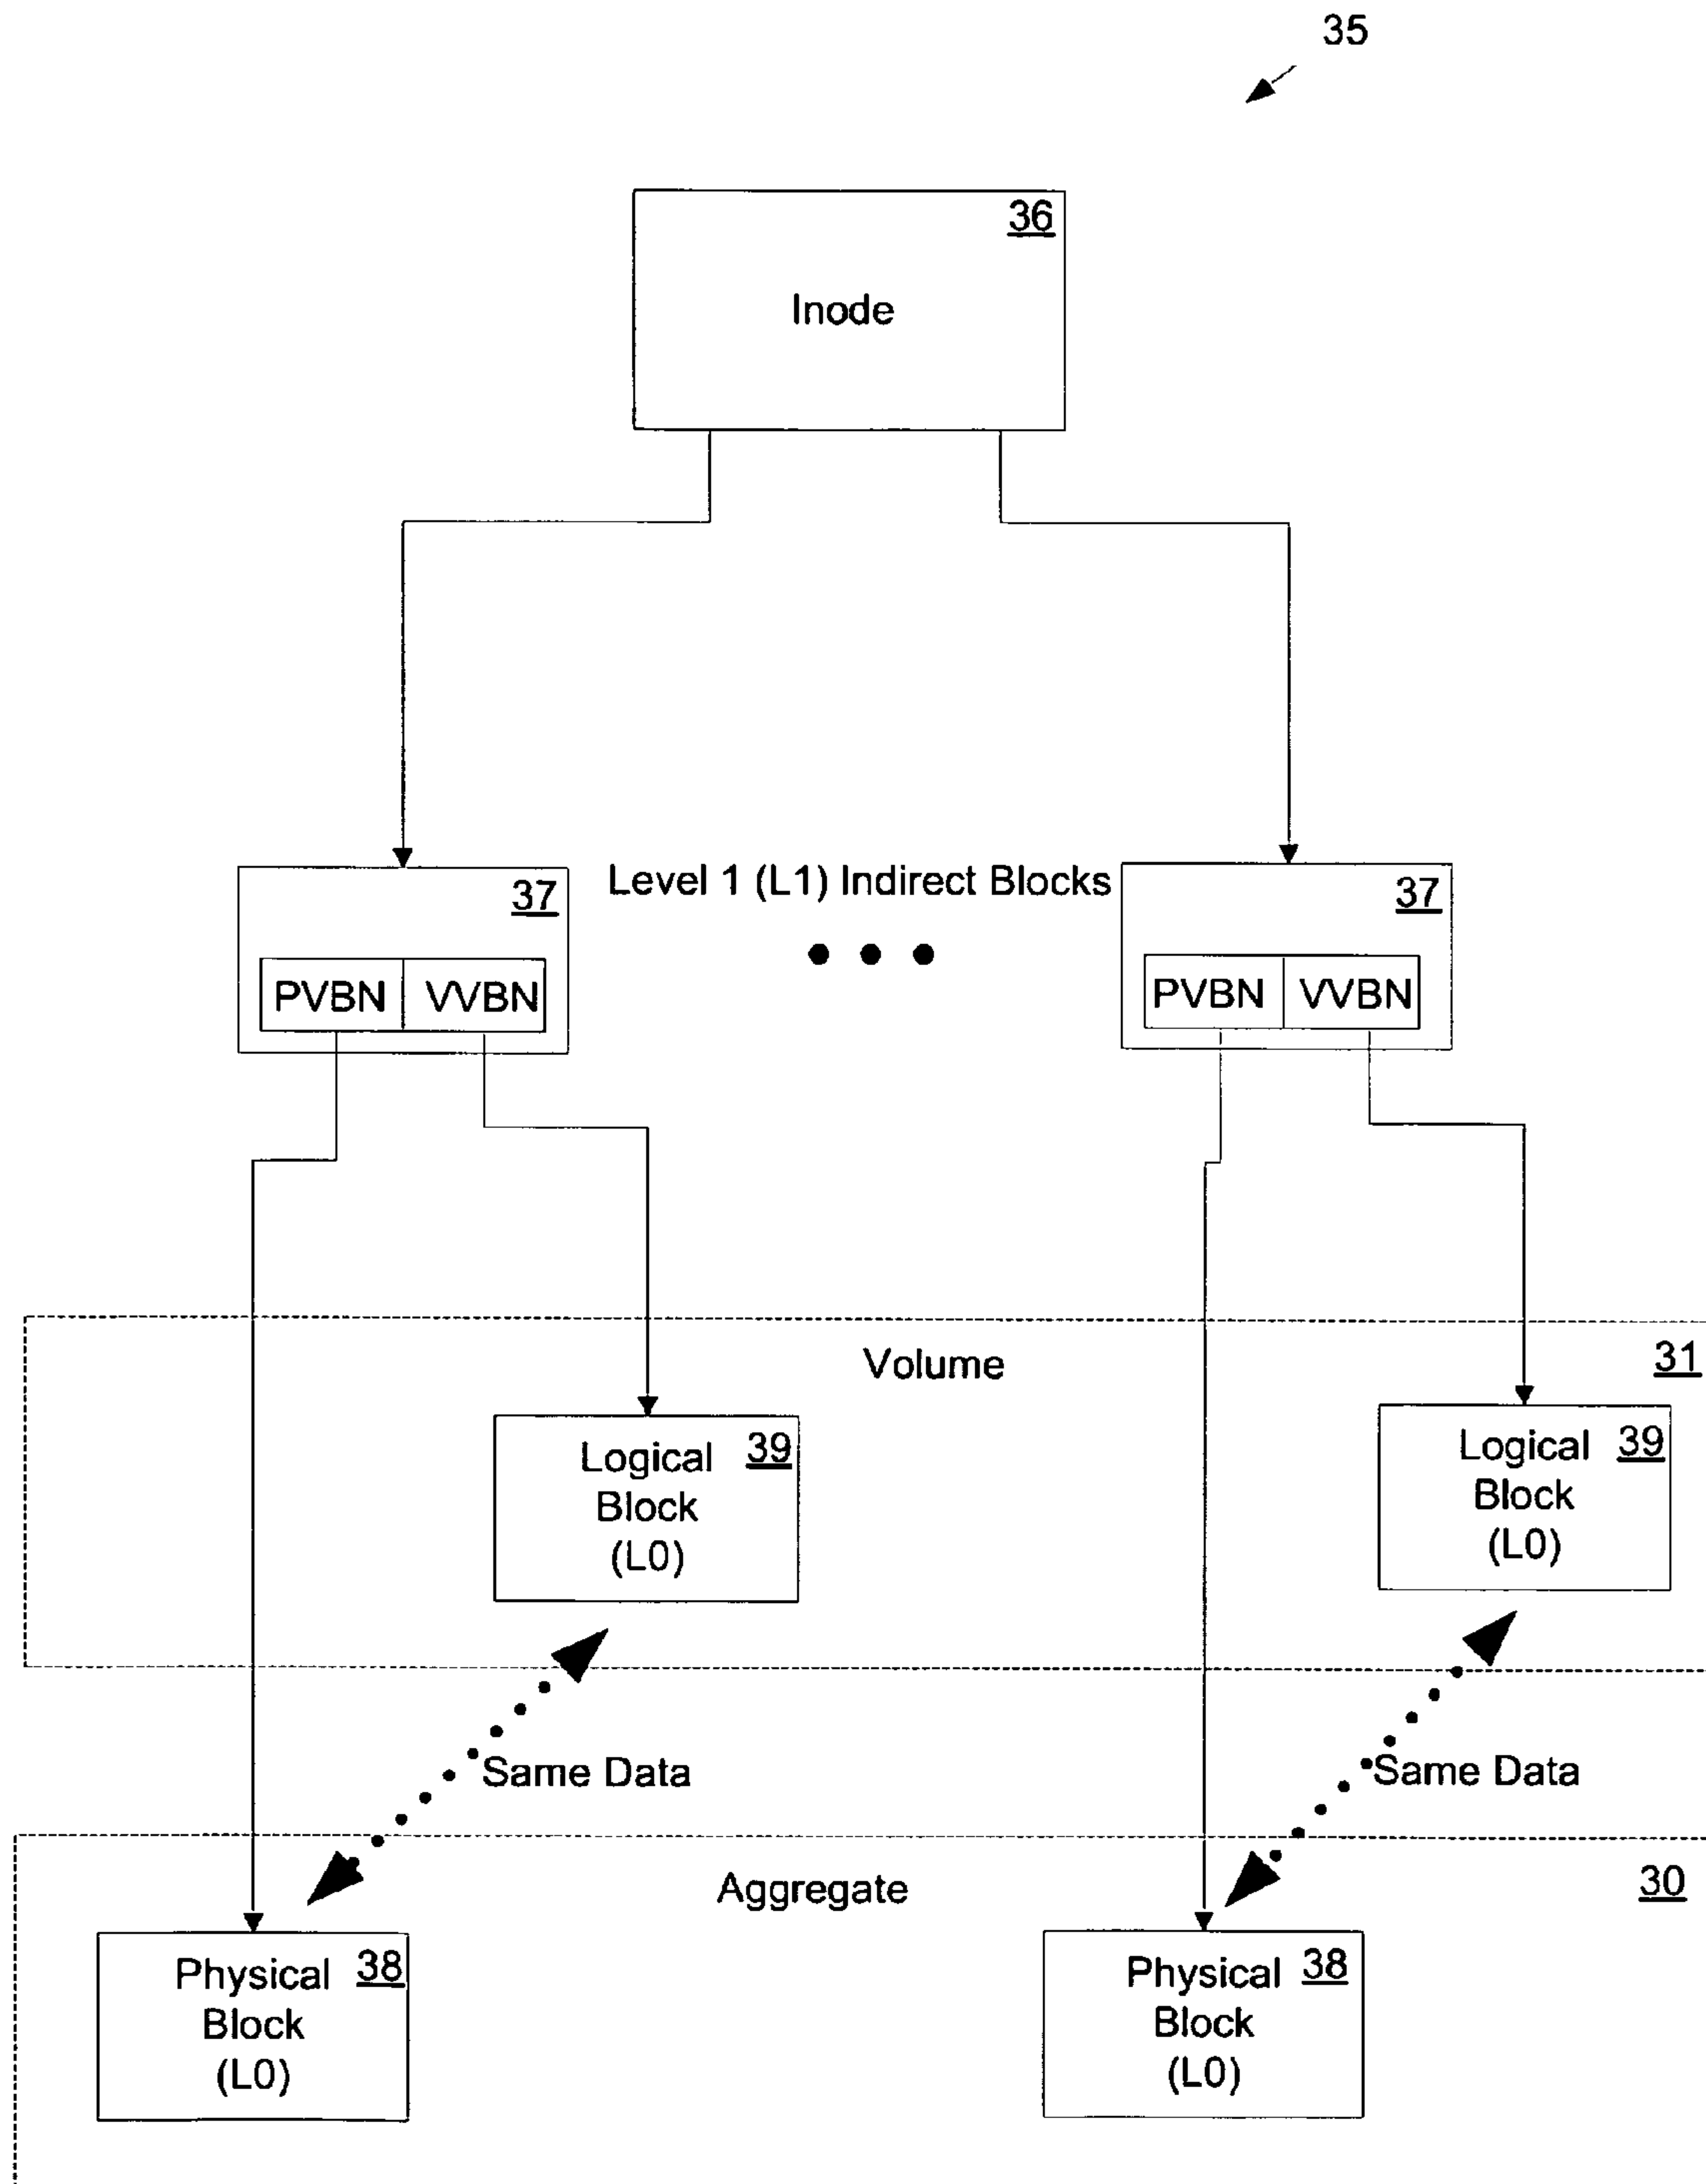 35
36
Inode
37
Level 1 (L1) Indirect Blocks
37
PVBN
VVBN
PVBN
VVBN
Volume
31
Logical
Block
(L0)
39
Logical
Block
(L0)
39
Same Data
Same Data
Aggregate
30
Physical
Block
(L0)
38
Physical
Block
(L0)
38